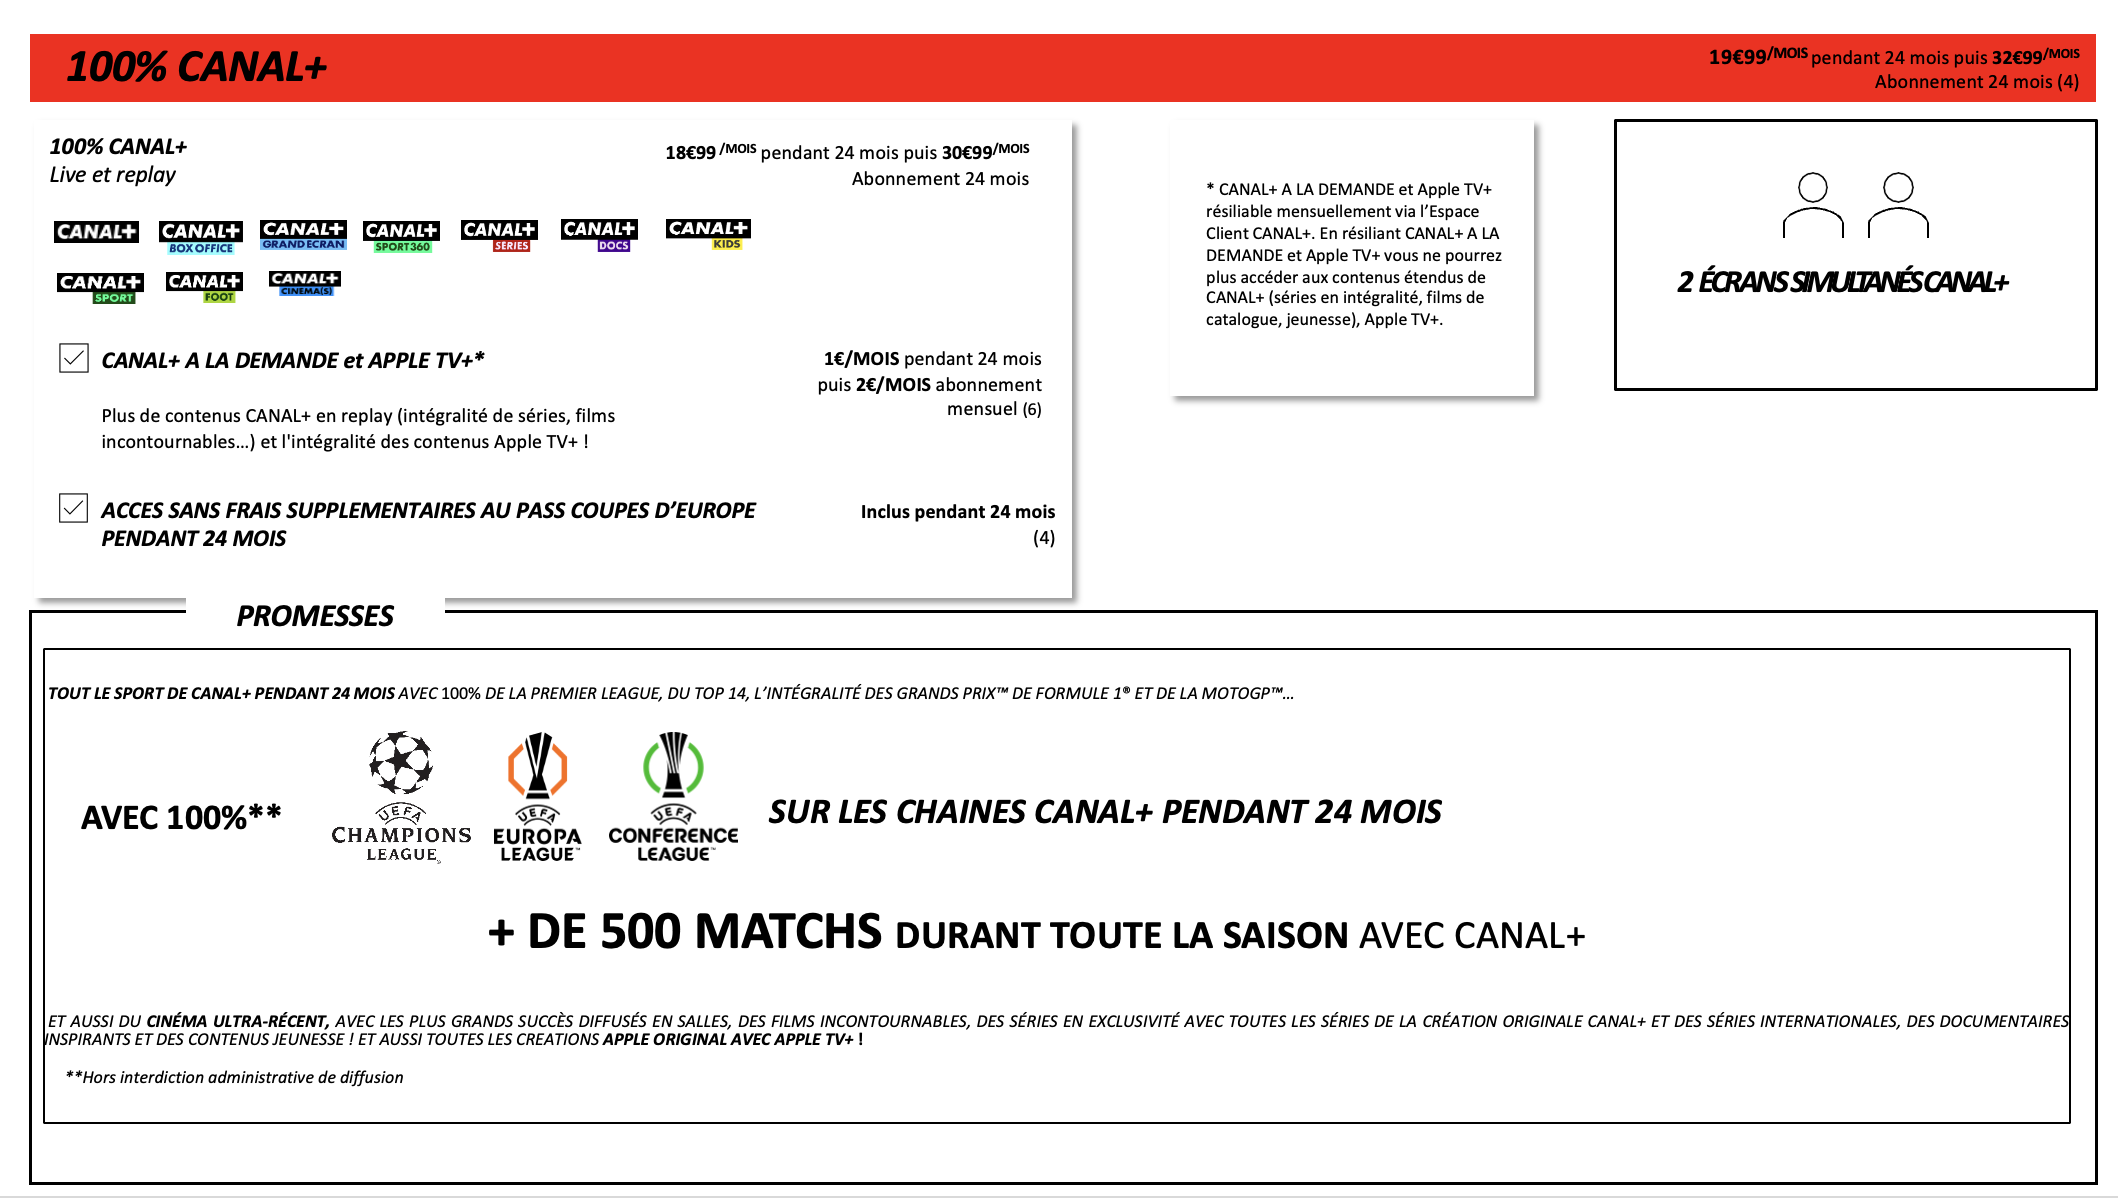 100% CANAL+
19€99/MOIS pendant 24 mois puis 32€99/MOIS
Abonnement 24 mois (4)
100% CANAL+
Live et replay
18€99 /MOIS pendant 24 mois puis 30€99/MOIS
Abonnement 24 mois
CANAL+ CANAL+ BOX OFFICE CANAL+ GRAND ECRAN CANAL+ SPORT360 CANAL+ SERIES CANAL+ DOCS CANAL+ KIDS
CANAL+ SPORT CANAL+ FOOT CANAL+ CINEMA(S)
CANAL+ A LA DEMANDE et APPLE TV+*
1€/MOIS pendant 24 mois
puis 2€/MOIS abonnement
mensuel (6)
Plus de contenus CANAL+ en replay (intégralité de séries, films
incontournables…) et l'intégralité des contenus Apple TV+ !
ACCES SANS FRAIS SUPPLEMENTAIRES AU PASS COUPES D’EUROPE
PENDANT 24 MOIS
Inclus pendant 24 mois
(4)
* CANAL+ A LA DEMANDE et Apple TV+
résiliable mensuellement via l’Espace
Client CANAL+. En résiliant CANAL+ A LA
DEMANDE et Apple TV+ vous ne pourrez
plus accéder aux contenus étendus de
CANAL+ (séries en intégralité, films de
catalogue, jeunesse), Apple TV+.
2 ÉCRANS SIMULTANÉS CANAL+
PROMESSES
TOUT LE SPORT DE CANAL+ PENDANT 24 MOIS AVEC 100% DE LA PREMIER LEAGUE, DU TOP 14, L’INTÉGRALITÉ DES GRANDS PRIX™ DE FORMULE 1® ET DE LA MOTOGP™…
AVEC 100%**
UEFA
CHAMPIONS
LEAGUE
UEFA
EUROPA
LEAGUE™
UEFA
CONFERENCE
LEAGUE™
SUR LES CHAINES CANAL+ PENDANT 24 MOIS
+ DE 500 MATCHS DURANT TOUTE LA SAISON AVEC CANAL+
ET AUSSI DU CINÉMA ULTRA-RÉCENT, AVEC LES PLUS GRANDS SUCCÈS DIFFUSÉS EN SALLES, DES FILMS INCONTOURNABLES, DES SÉRIES EN EXCLUSIVITÉ AVEC TOUTES LES SÉRIES DE LA CRÉATION ORIGINALE CANAL+ ET DES SÉRIES INTERNATIONALES, DES DOCUMENTAIRES
INSPIRANTS ET DES CONTENUS JEUNESSE ! ET AUSSI TOUTES LES CREATIONS APPLE ORIGINAL AVEC APPLE TV+ !
**Hors interdiction administrative de diffusion